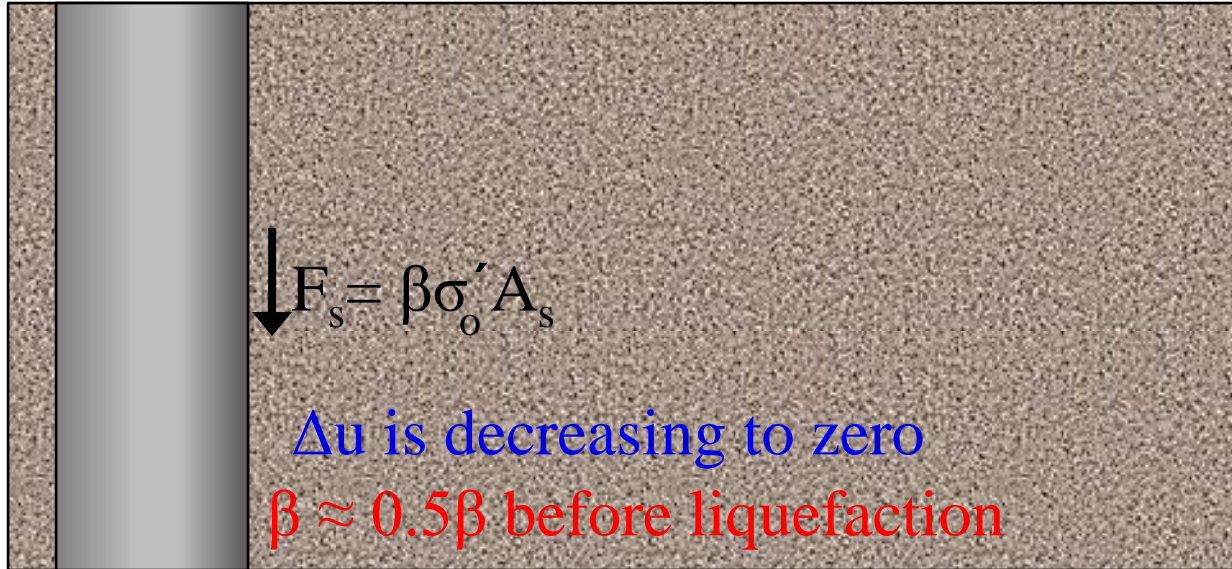 Fₛ= βσₒ´Aₛ
Δu is decreasing to zero
β ≈ 0.5β before liquefaction